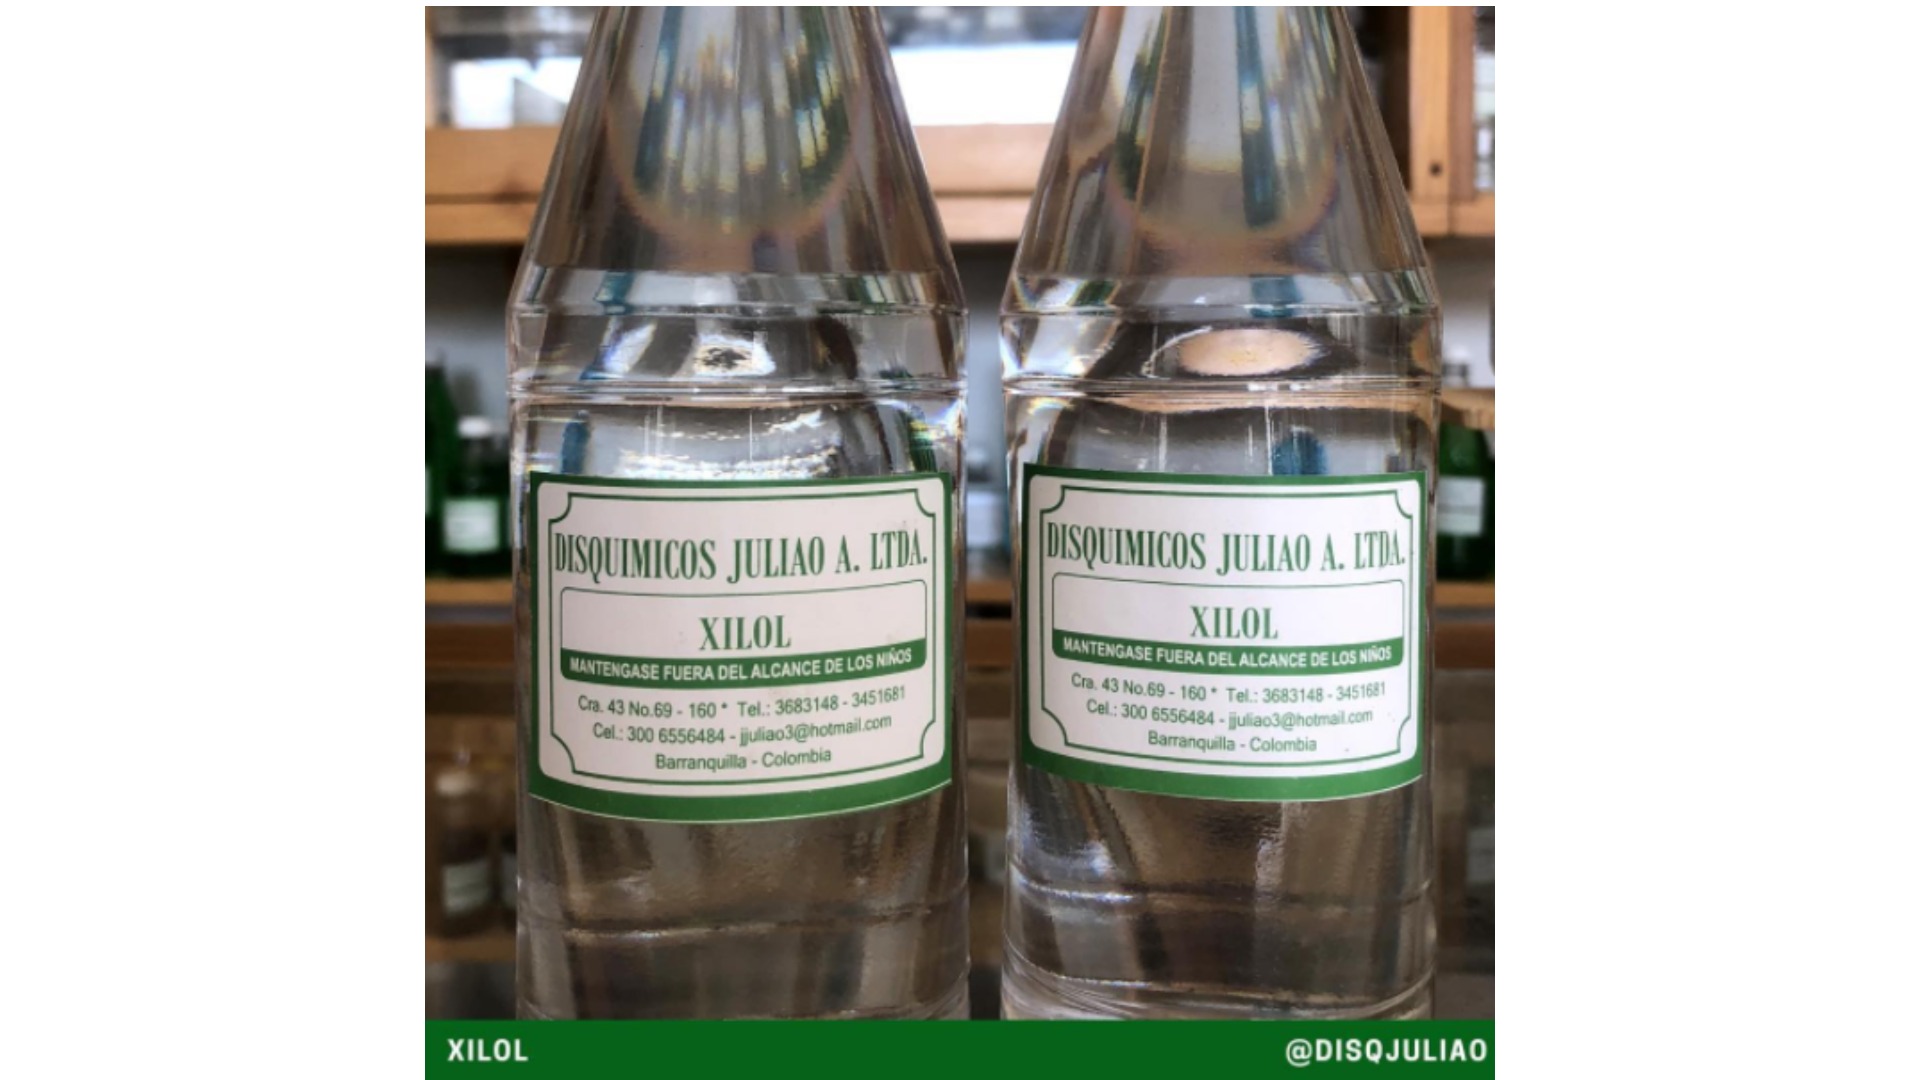 DISQUIMICOS JULIAO A. LTDA.
XILOL
MANTENGASE FUERA DEL ALCANCE DE LOS NIÑOS
Cra. 43 No.69 - 160 * Tel.: 3683148 - 3451681
Cel.: 300 6556484 - jjuliao3@hotmail.com
Barranquilla - Colombia
DISQUIMICOS JULIAO A. LTDA.
XILOL
MANTENGASE FUERA DEL ALCANCE DE LOS NIÑOS
Cra. 43 No.69 - 160 * Tel.: 3683148 - 3451681
Cel.: 300 6556484 - jjuliao3@hotmail.com
Barranquilla - Colombia
XILOL
@DISQJULIAO